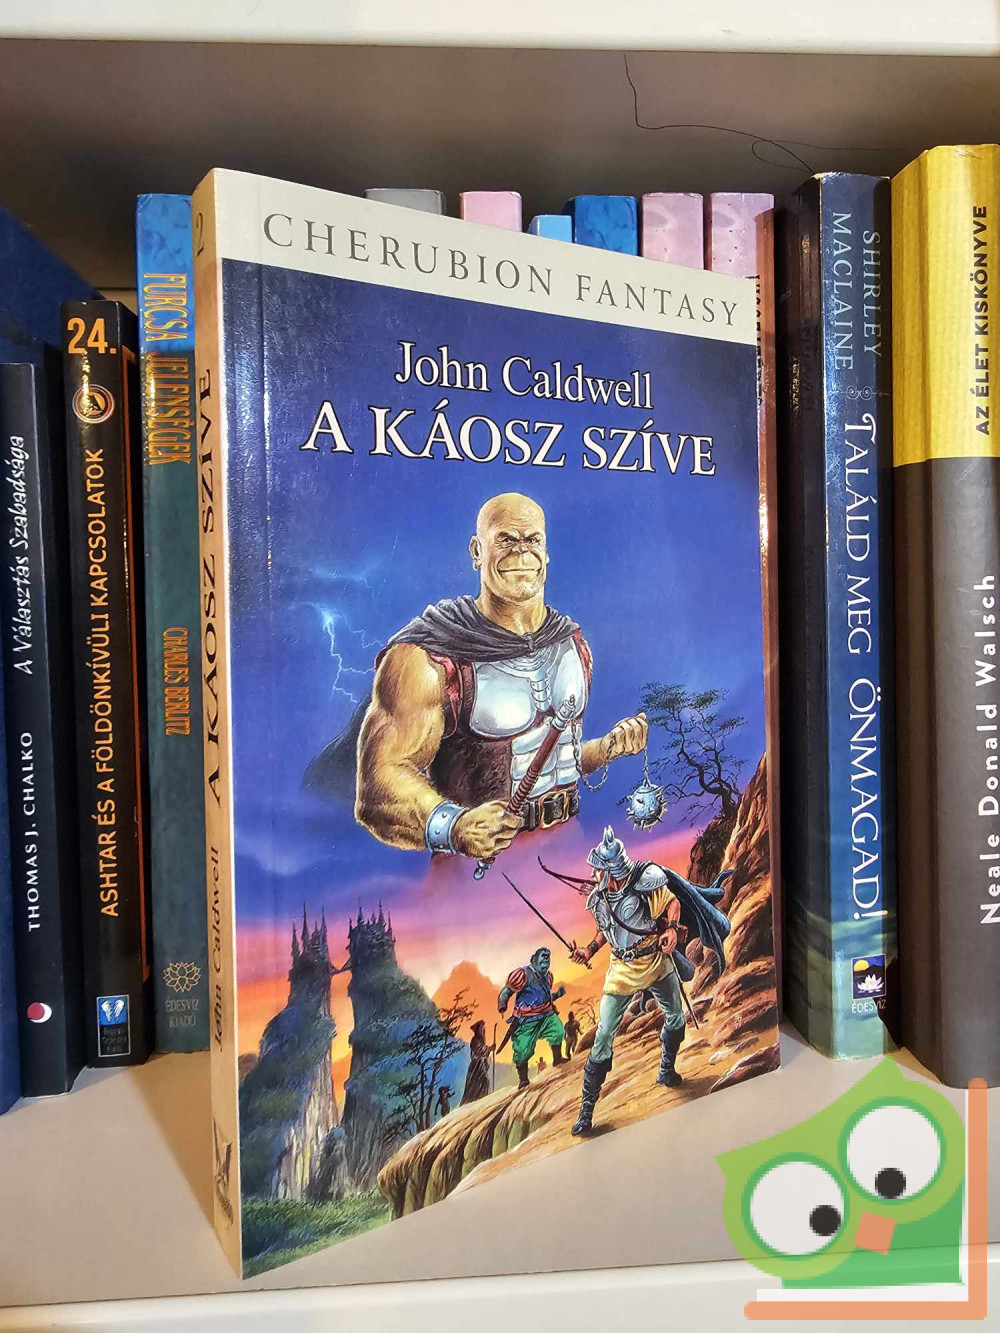 A Választás Szabadsága
THOMAS J. CHALKO
24.
ASHTAR ÉS A FÖLDÖNKÍVÜLI KAPCSOLATOK
FURCSA JELENSÉGEK
CHARLES BERLITZ
ÉDESVÍZ
KIADÓ
2
A KÁOSZ SZÍVE
John Caldwell
CHERUBION FANTASY
John Caldwell
A KÁOSZ SZÍVE
SHIRLEY
MACLAINE
TALÁLD MEG ÖNMAGAD!
ÉDESVÍZ
AZ ÉLET KISKÖNYVE
Neale Donald Walsch